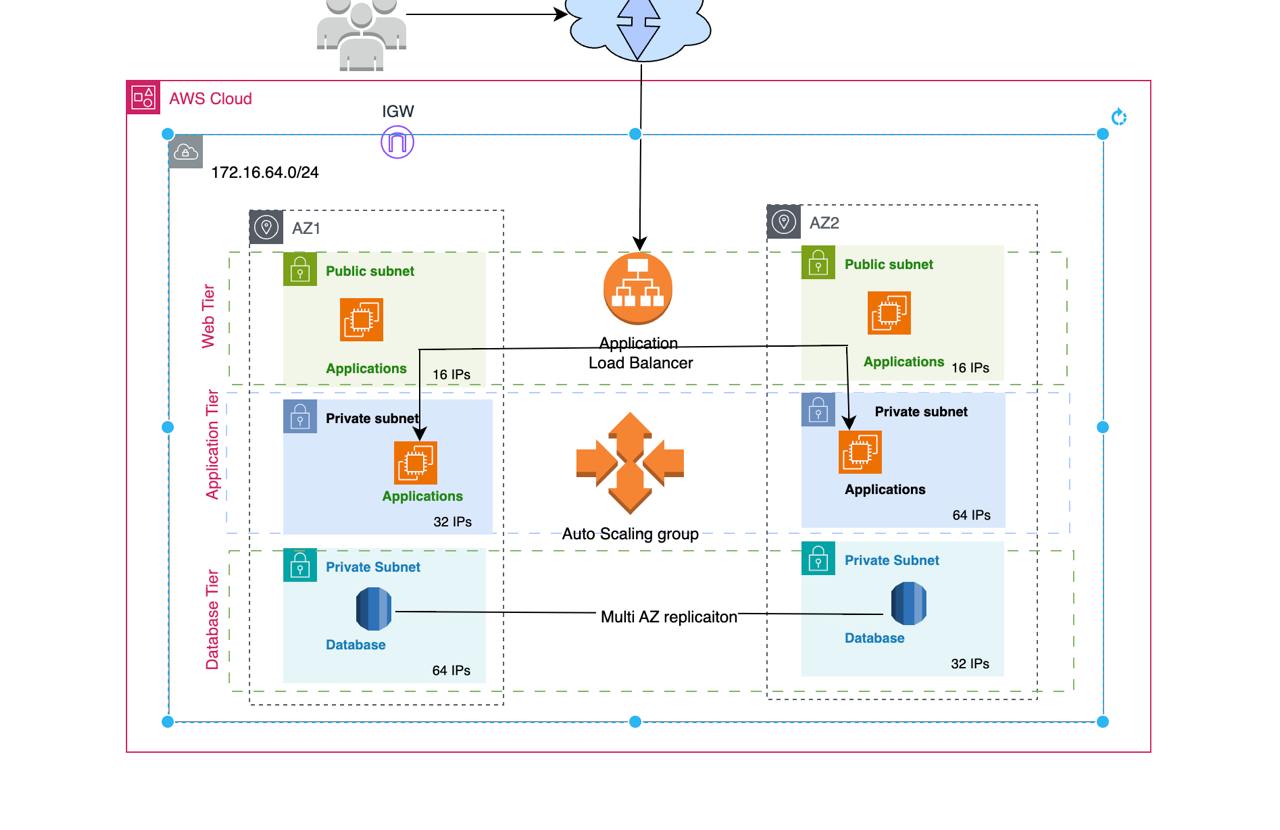 AWS Cloud
IGW
172.16.64.0/24
AZ1
AZ2
Web Tier
Public subnet
Applications
16 IPs
Application
Load Balancer
Public subnet
Applications
16 IPs
Application Tier
Private subnet
Applications
32 IPs
Auto Scaling group
Private subnet
Applications
64 IPs
Database Tier
Private Subnet
Database
64 IPs
Multi AZ replicaiton
Private Subnet
Database
32 IPs